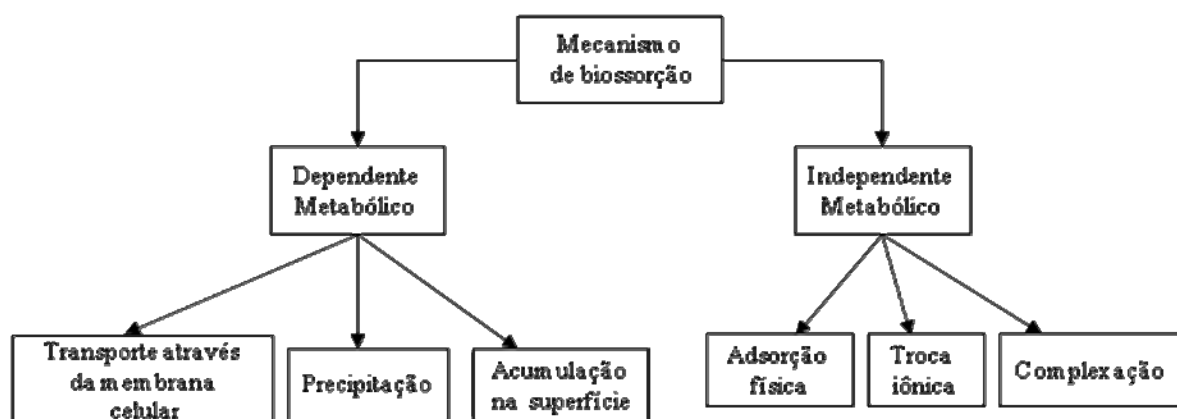 Mecanismo
de biossorção
Dependente
Metabólico
Independente
Metabólico
Transporte através
da membrana
celular
Precipitação
Acumulação
na superfície
Adsorção
física
Troca
iônica
Complexação